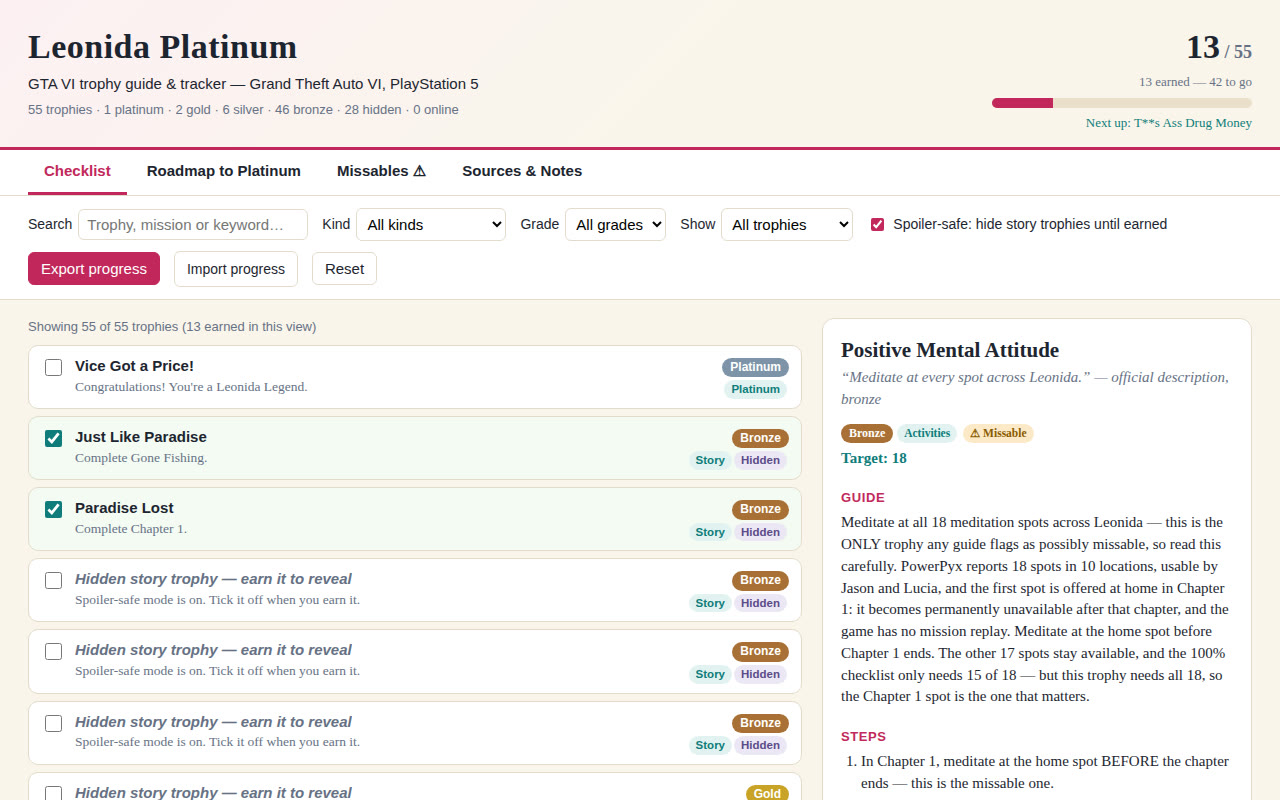 Leonida Platinum
GTA VI trophy guide & tracker — Grand Theft Auto VI, PlayStation 5
55 trophies · 1 platinum · 2 gold · 6 silver · 46 bronze · 28 hidden · 0 online
13 / 55
13 earned — 42 to go
Next up: T**s Ass Drug Money
Checklist Roadmap to Platinum Missables ⚠ Sources & Notes
Search Trophy, mission or keyword… Kind All kinds Grade All grades Show All trophies Spoiler-safe: hide story trophies until earned
Export progress Import progress Reset
Showing 55 of 55 trophies (13 earned in this view)
Vice Got a Price! Platinum
Congratulations! You're a Leonida Legend. Platinum
Just Like Paradise Bronze
Complete Gone Fishing. Story Hidden
Paradise Lost Bronze
Complete Chapter 1. Story Hidden
Hidden story trophy — earn it to reveal Bronze
Spoiler-safe mode is on. Tick it off when you earn it. Story Hidden
Hidden story trophy — earn it to reveal Bronze
Spoiler-safe mode is on. Tick it off when you earn it. Story Hidden
Hidden story trophy — earn it to reveal Bronze
Spoiler-safe mode is on. Tick it off when you earn it. Story Hidden
Hidden story trophy — earn it to reveal Gold
Positive Mental Attitude
“Meditate at every spot across Leonida.” — official description,
bronze
Bronze Activities ⚠ Missable
Target: 18
GUIDE
Meditate at all 18 meditation spots across Leonida — this is the
ONLY trophy any guide flags as possibly missable, so read this
carefully. PowerPyx reports 18 spots in 10 locations, usable by
Jason and Lucia, and the first spot is offered at home in Chapter
1: it becomes permanently unavailable after that chapter, and the
game has no mission replay. Meditate at the home spot before
Chapter 1 ends. The other 17 spots stay available, and the 100%
checklist only needs 15 of 18 — but this trophy needs all 18, so
the Chapter 1 spot is the one that matters.
STEPS
1. In Chapter 1, meditate at the home spot BEFORE the chapter
ends — this is the missable one.